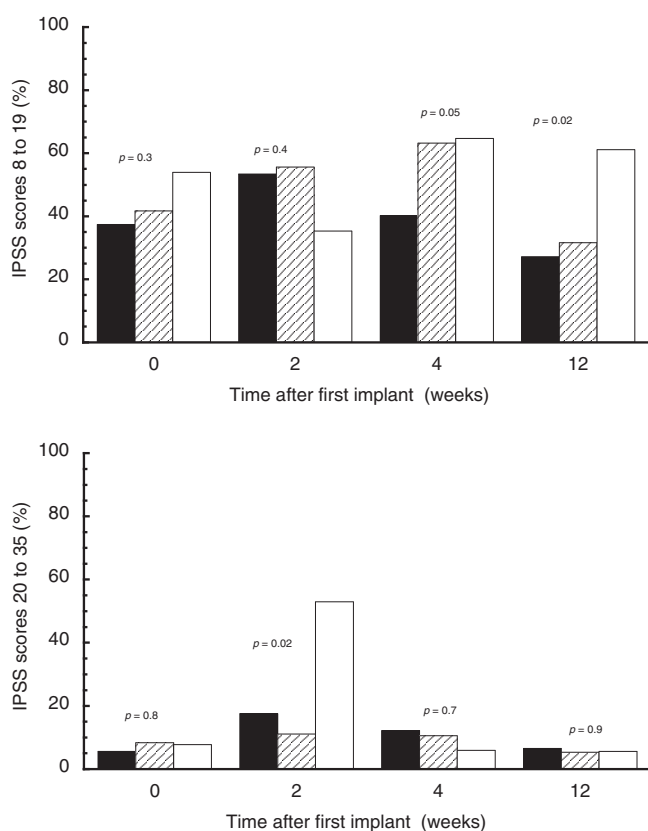 IPSS scores 8 to 19 (%)
100
80
60
40
20
0
p = 0.3
p = 0.4
p = 0.05
p = 0.02
0 2 4 12
Time after first implant (weeks)
IPSS scores 20 to 35 (%)
100
80
60
40
20
0
p = 0.8
p = 0.02
p = 0.7
p = 0.9
0 2 4 12
Time after first implant (weeks)